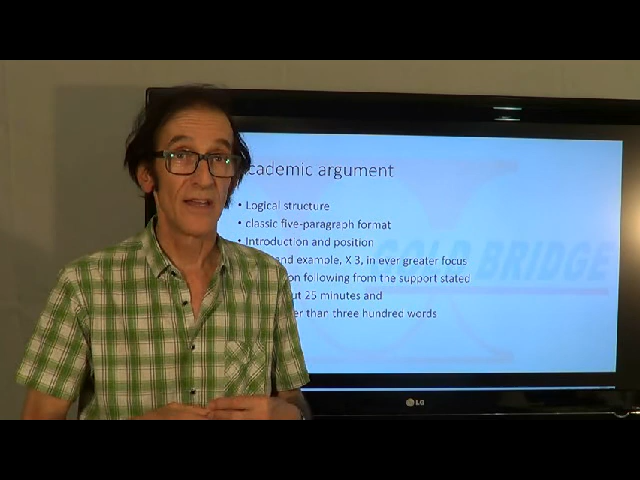 cademic argument
• Logical structure
• classic five-paragraph format
• Introduction and position
and example, X 3, in ever greater focus
on following from the support stated
ut 25 minutes and
er than three hundred words
GOLD BRIDGE
LG